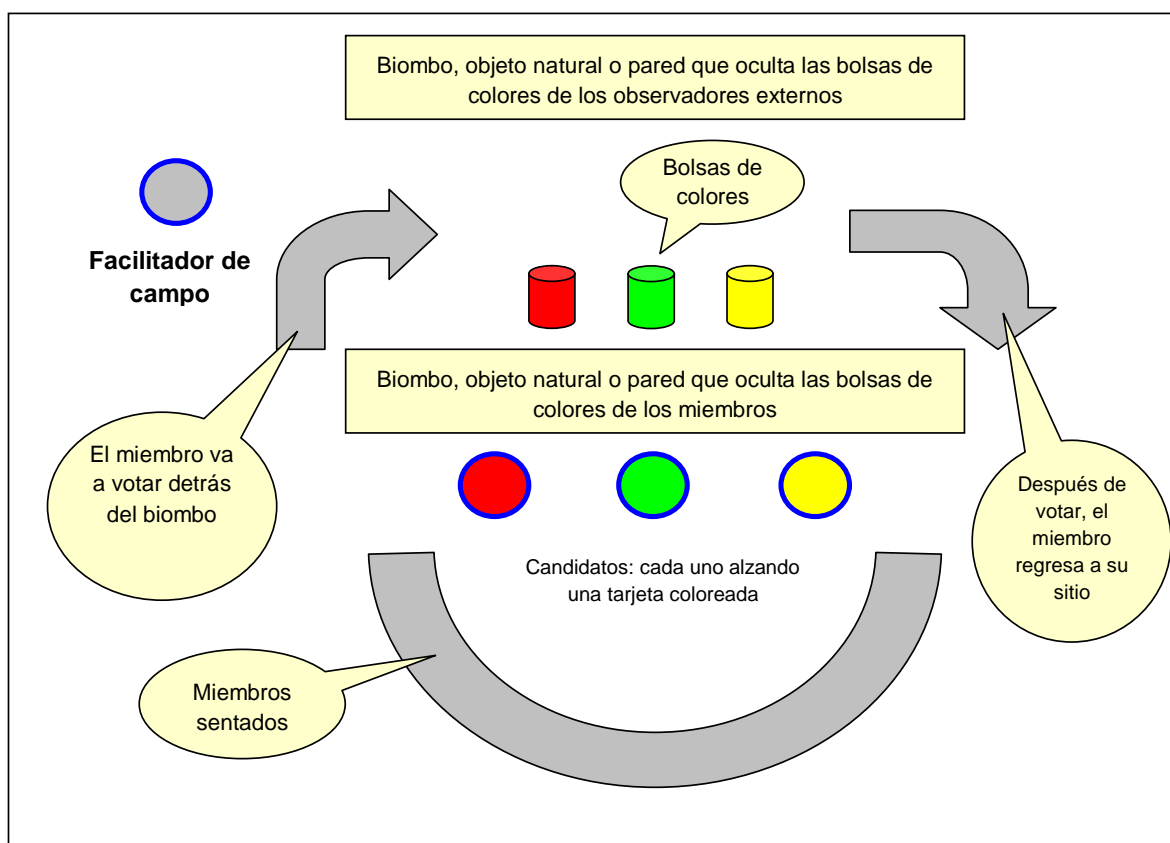 Biombo, objeto natural o pared que oculta las bolsas de
colores de los observadores externos
Bolsas de
colores
Facilitador de
campo
Biombo, objeto natural o pared que oculta las bolsas de
colores de los miembros
El miembro va
a votar detrás
del biombo
Después de
votar, el
miembro
regresa a su
sitio
Candidatos: cada uno alzando
una tarjeta coloreada
Miembros
sentados